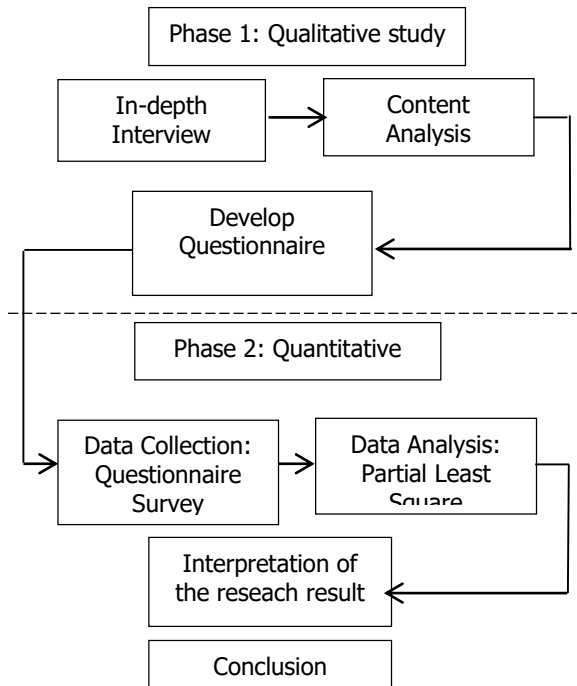 Phase 1: Qualitative study
In-depth
Interview
Content
Analysis
Develop
Questionnaire
Phase 2: Quantitative
Data Collection:
Questionnaire
Survey
Data Analysis:
Partial Least
Square
Interpretation of
the reseach result
Conclusion